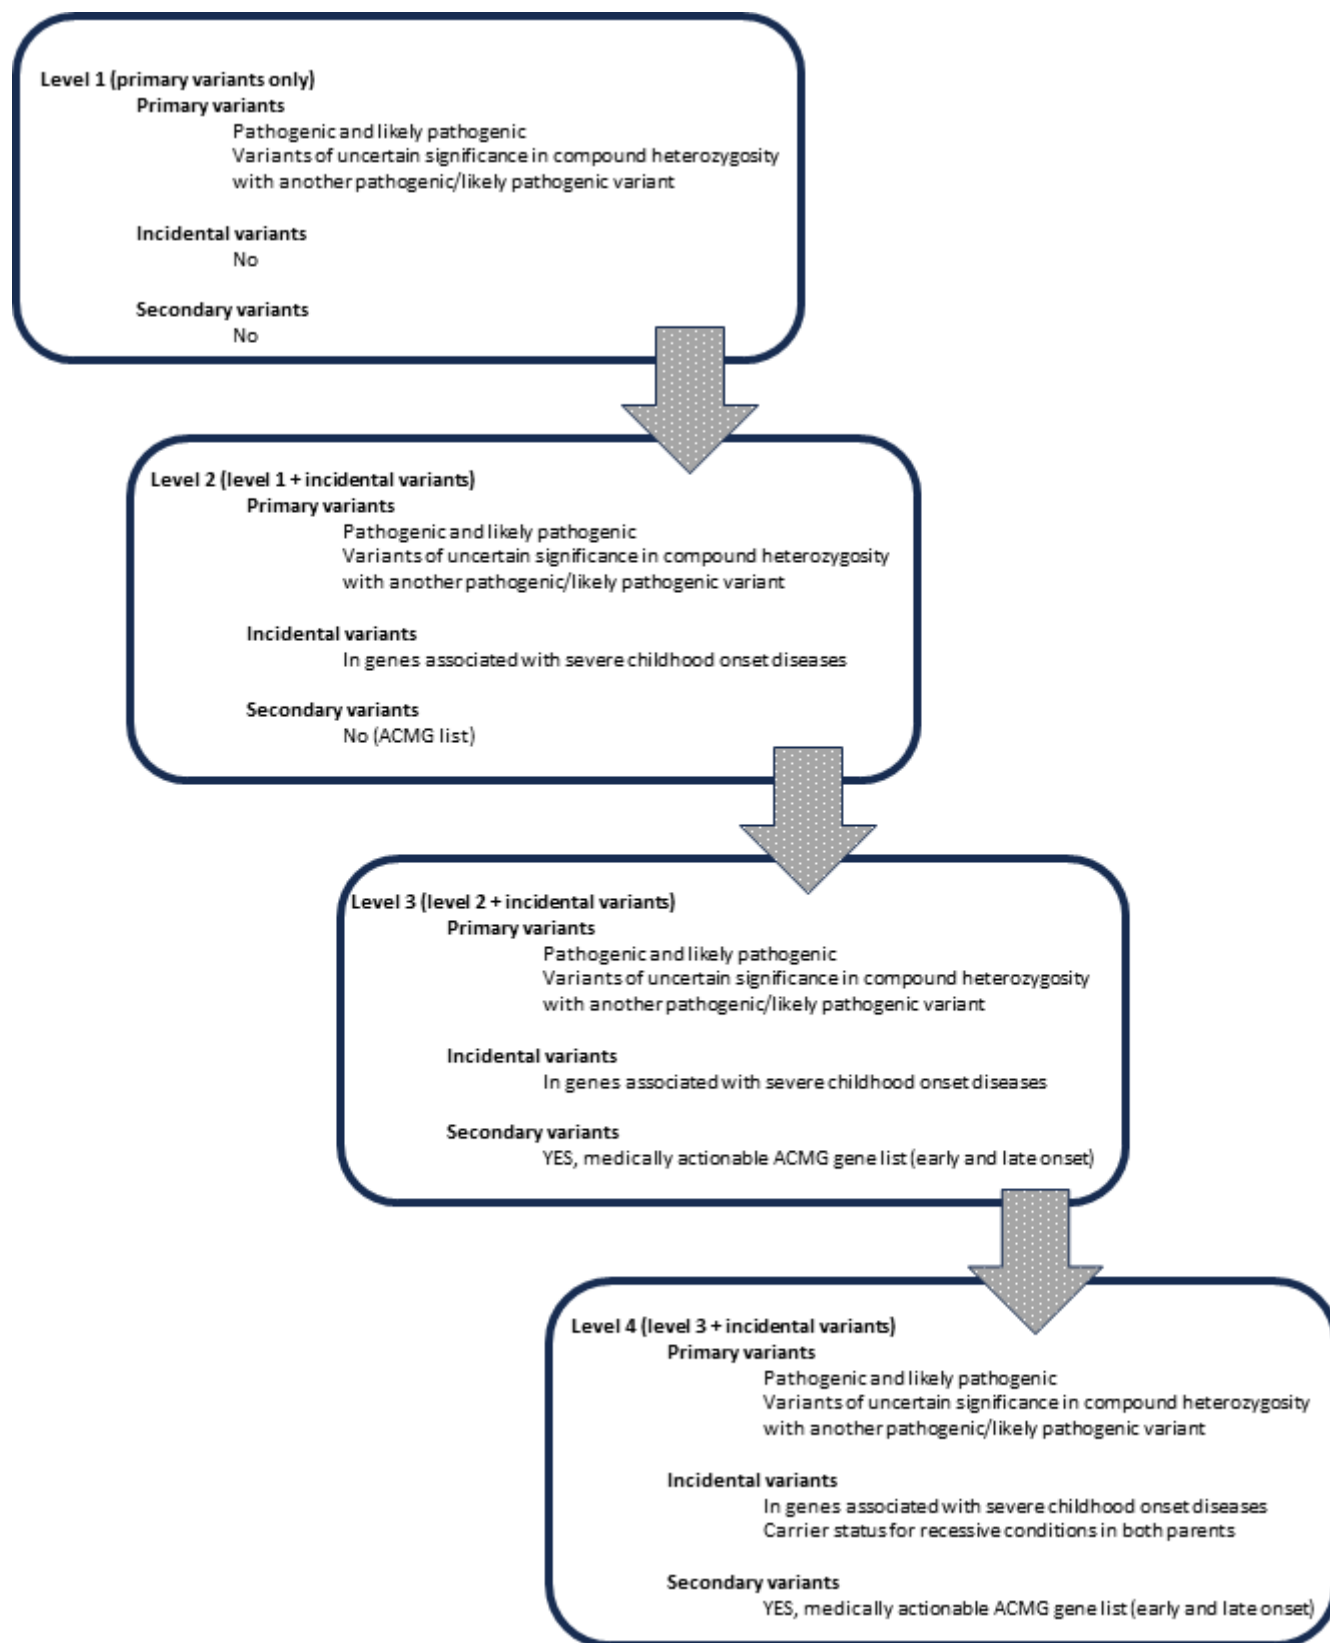 Level 1 (primary variants only)
Primary variants
Pathogenic and likely pathogenic
Variants of uncertain significance in compound heterozygosity
with another pathogenic/likely pathogenic variant
Incidental variants
No
Secondary variants
No
Level 2 (level 1 + incidental variants)
Primary variants
Pathogenic and likely pathogenic
Variants of uncertain significance in compound heterozygosity
with another pathogenic/likely pathogenic variant
Incidental variants
In genes associated with severe childhood onset diseases
Secondary variants
No (ACMG list)
Level 3 (level 2 + incidental variants)
Primary variants
Pathogenic and likely pathogenic
Variants of uncertain significance in compound heterozygosity
with another pathogenic/likely pathogenic variant
Incidental variants
In genes associated with severe childhood onset diseases
Secondary variants
YES, medically actionable ACMG gene list (early and late onset)
Level 4 (level 3 + incidental variants)
Primary variants
Pathogenic and likely pathogenic
Variants of uncertain significance in compound heterozygosity
with another pathogenic/likely pathogenic variant
Incidental variants
In genes associated with severe childhood onset diseases
Carrier status for recessive conditions in both parents
Secondary variants
YES, medically actionable ACMG gene list (early and late onset)